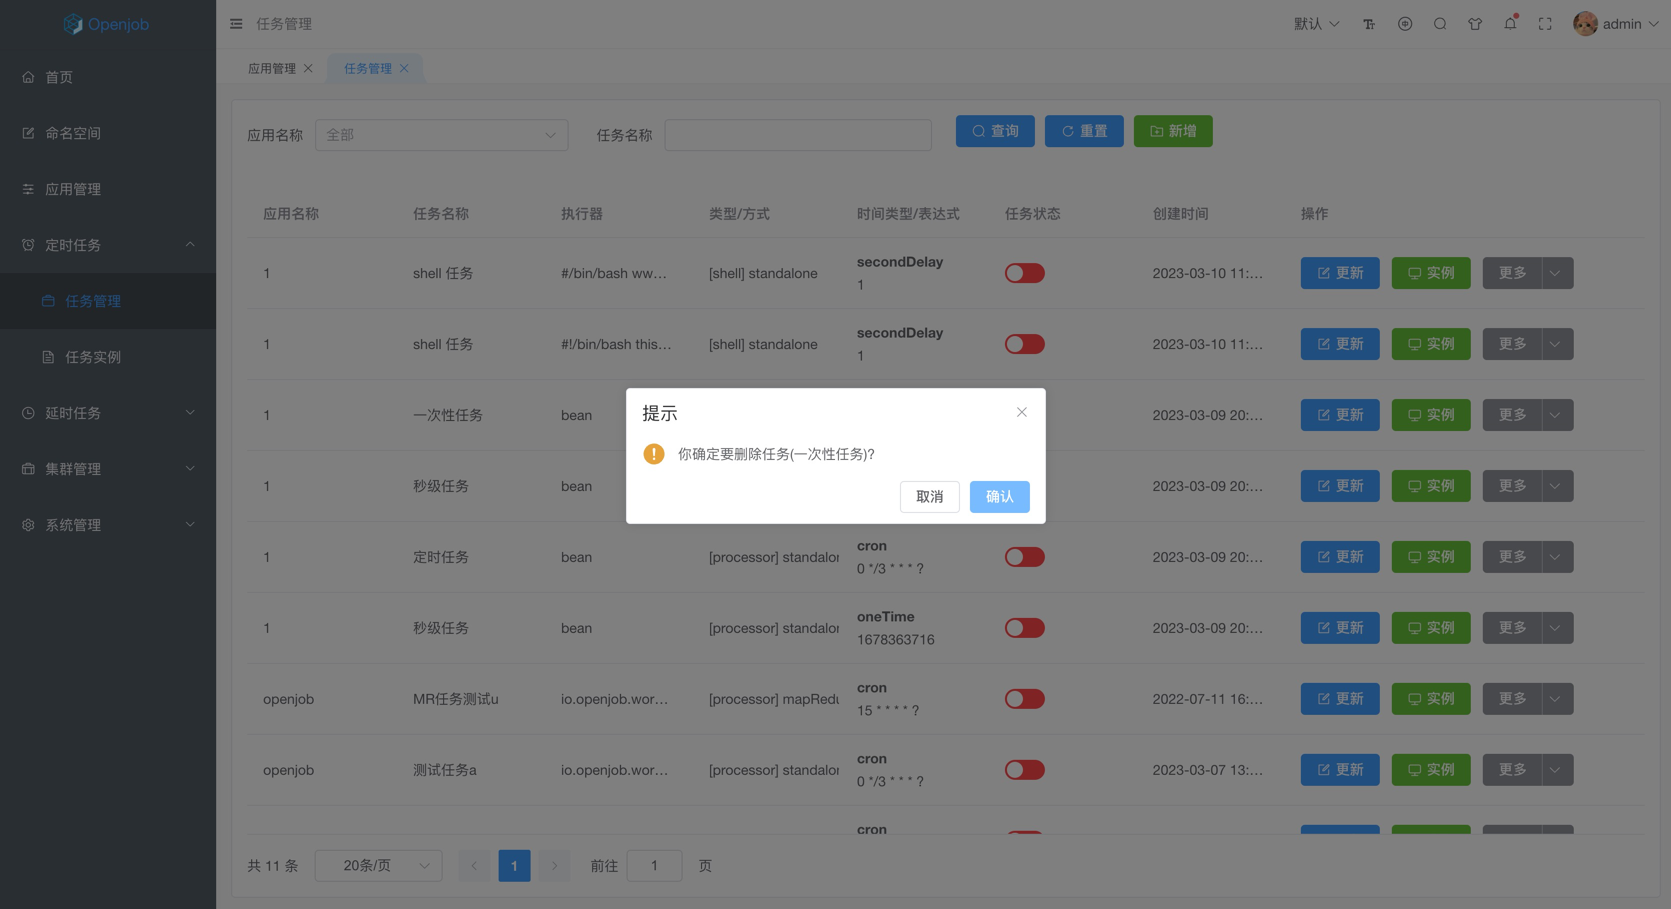 Openjob
首页
命名空间
应用管理
定时任务
任务管理
任务实例
延时任务
集群管理
系统管理
任务管理
默认
admin
应用管理
任务管理
应用名称 全部 任务名称 查询 重置 新增
应用名称 任务名称 执行器 类型/方式 时间类型/表达式 任务状态 创建时间 操作
1 shell 任务 #/bin/bash ww... [shell] standalone secondDelay 2023-03-10 11:... 更新 实例 更多
1
1 shell 任务 #!/bin/bash this... [shell] standalone secondDelay 2023-03-10 11:... 更新 实例 更多
1
1 一次性任务 bean 2023-03-09 20:... 更新 实例 更多
1 秒级任务 bean 2023-03-09 20:... 更新 实例 更多
提示
你确定要删除任务(一次性任务)?
取消 确认
1 定时任务 bean [processor] standalor cron 2023-03-09 20:... 更新 实例 更多
0 */3 * * * ?
1 秒级任务 bean [processor] standalor oneTime 2023-03-09 20:... 更新 实例 更多
1678363716
openjob MR任务测试u io.openjob.wor... [processor] mapRedu cron 2022-07-11 16:... 更新 实例 更多
15 * * * * ?
openjob 测试任务a io.openjob.wor... [processor] standalor cron 2023-03-07 13:... 更新 实例 更多
0 */3 * * * ?
cron
共 11 条 20条/页 1 前往 1 页